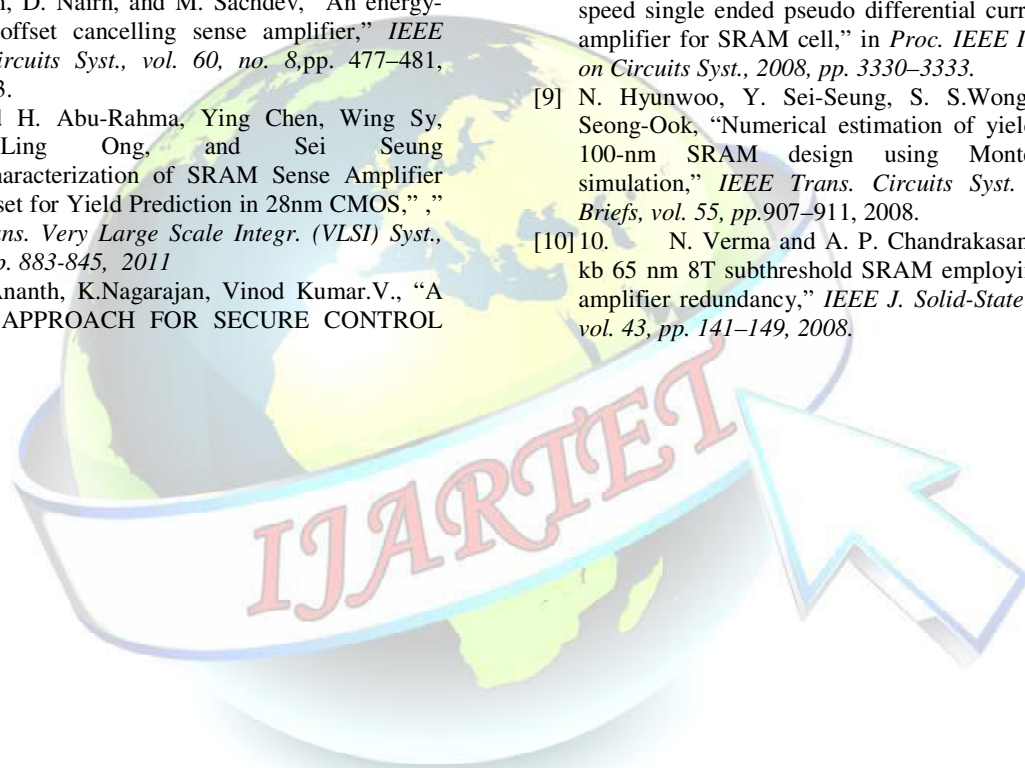 D. Nairn, and M. Sachdev, "An energy-
offset cancelling sense amplifier," IEEE
Circuits Syst., vol. 60, no. 8,pp. 477–481,
3.
H. Abu-Rahma, Ying Chen, Wing Sy,
Ling Ong, and Sei Seung
haracterization of SRAM Sense Amplifier
set for Yield Prediction in 28nm CMOS," ,"
ns. Very Large Scale Integr. (VLSI) Syst.,
p. 883-845, 2011
Ananth, K.Nagarajan, Vinod Kumar.V., "A
APPROACH FOR SECURE CONTROL
speed single ended pseudo differential curr
amplifier for SRAM cell," in Proc. IEEE I
on Circuits Syst., 2008, pp. 3330–3333.
[9] N. Hyunwoo, Y. Sei-Seung, S. S.Wong
Seong-Ook, "Numerical estimation of yiel
100-nm SRAM design using Monte
simulation," IEEE Trans. Circuits Syst.
Briefs, vol. 55, pp.907–911, 2008.
[10] 10. N. Verma and A. P. Chandrakasan
kb 65 nm 8T subthreshold SRAM employi
amplifier redundancy," IEEE J. Solid-State
vol. 43, pp. 141–149, 2008.
IJARTET